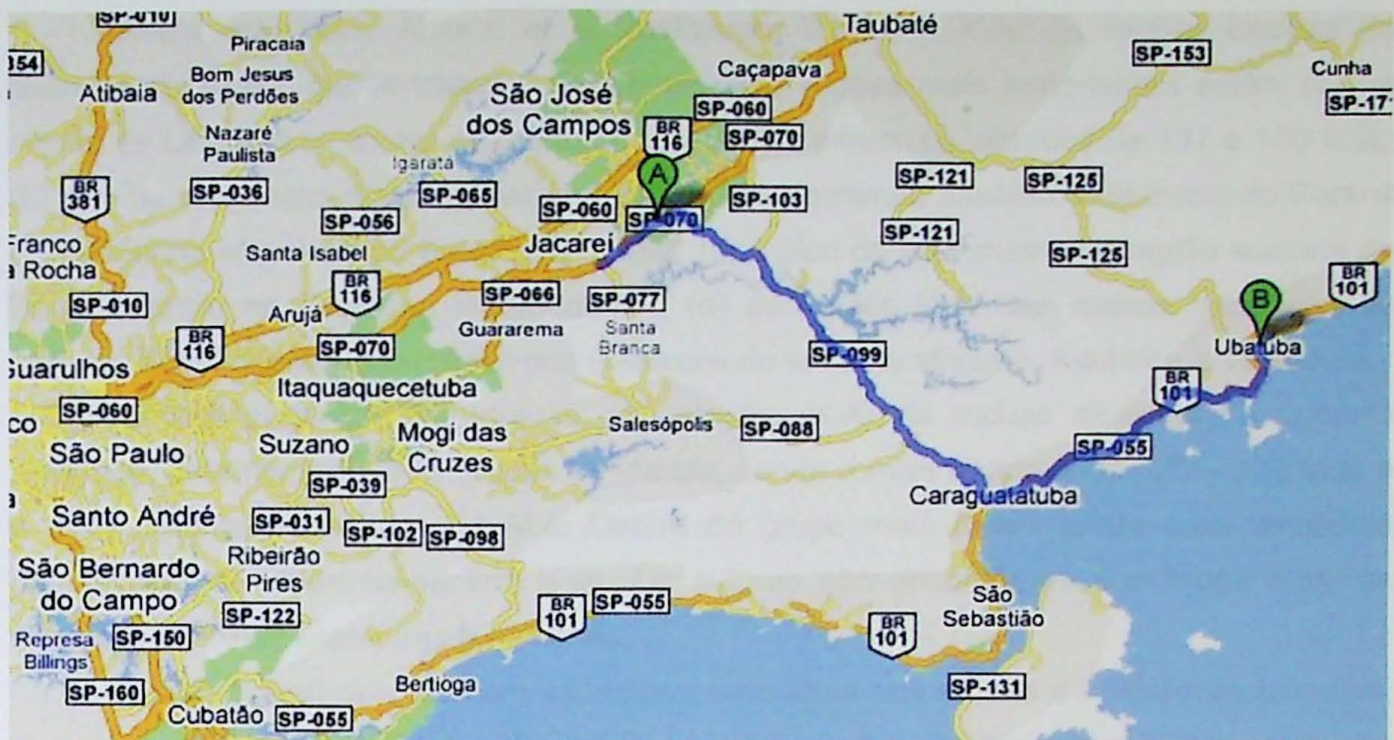 SP-010
Piracaia
354
Atibaia
Bom Jesus
dos Perdões
Nazaré
Paulista
BR
381
SP-036
Igaratá
SP-065
SP-056
Santa Isabel
Franco
a Rocha
SP-010
BR
116
Arujá
BR
116
SP-070
Guarulhos
SP-060
co
São Paulo
Itaquaquecetuba
Suzano
Mogi das
Cruzes
SP-039
a
Santo André
SP-031
SP-102
SP-098
São Bernardo
do Campo
Ribeirão
Pires
SP-122
Represa
Billings
SP-150
SP-160
Cubatão
SP-055
Bertioga
BR
101
SP-055
Taubaté
Caçapava
São José
dos Campos
SP-060
BR
116
SP-070
A
SP-060
SP-070
SP-103
Jacareí
SP-066
SP-077
Guararema
Santa
Branca
SP-099
Salesópolis
SP-088
Caraguatatuba
São
Sebastião
BR
101
SP-131
SP-153
Cunha
SP-17
SP-121
SP-125
SP-121
SP-125
B
BR
101
Ubatuba
BR
101
SP-055